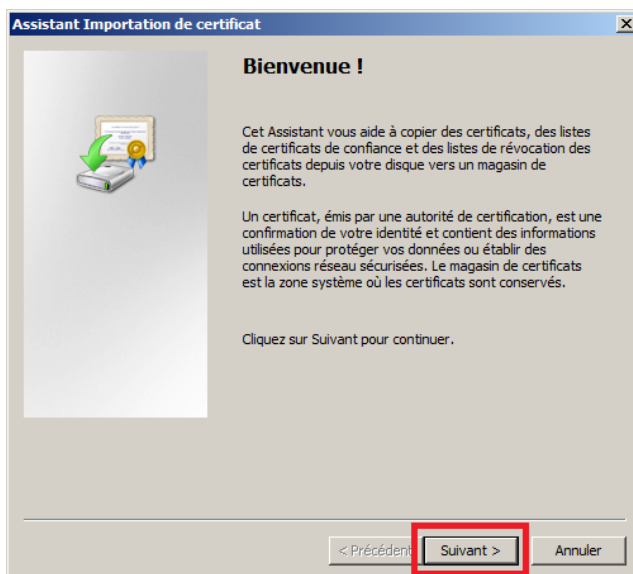 Assistant Importation de certificat
Bienvenue !
Cet Assistant vous aide à copier des certificats, des listes
de certificats de confiance et des listes de révocation des
certificats depuis votre disque vers un magasin de
certificats.
Un certificat, émis par une autorité de certification, est une
confirmation de votre identité et contient des informations
utilisées pour protéger vos données ou établir des
connexions réseau sécurisées. Le magasin de certificats
est la zone système où les certificats sont conservés.
Cliquez sur Suivant pour continuer.
< Précédent Suivant > Annuler